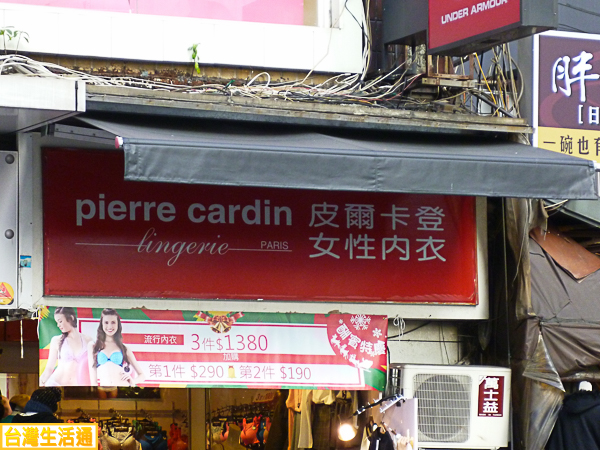 UNDER ARMOUR
胖
[日
一碗也有
pierre cardin
lingerie PARIS
皮爾卡登
女性內衣
流行內衣 3件$1380
加購
第1件 $290 第2件 $190
萬士益
台灣生活通